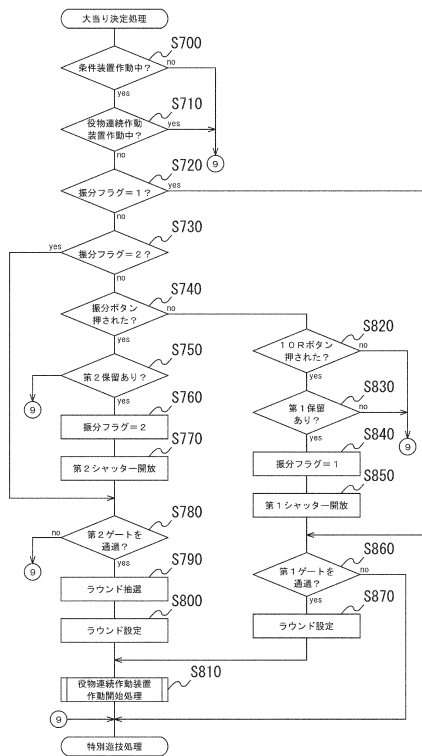 大当り決定処理
S700
条件装置作動中？
no
yes
S710
役物連続作動
装置作動中？
yes
no
⑨
S720
振分フラグ＝１？
yes
no
S730
yes
振分フラグ＝２？
no
S740
振分ボタン
押された？
no
yes
S750
第２保留あり？
no
yes
⑨
S760
振分フラグ＝２
S770
第２シャッター開放
S780
no
第２ゲートを
通過？
yes
⑨
S790
ラウンド抽選
S800
ラウンド設定
S820
１０Ｒボタン
押された？
no
yes
S830
第１保留
あり？
no
yes
⑨
S840
振分フラグ＝１
S850
第１シャッター開放
S860
第１ゲートを
通過？
no
yes
S870
ラウンド設定
S810
役物連続作動装置
作動開始処理
⑨
特別遊技処理